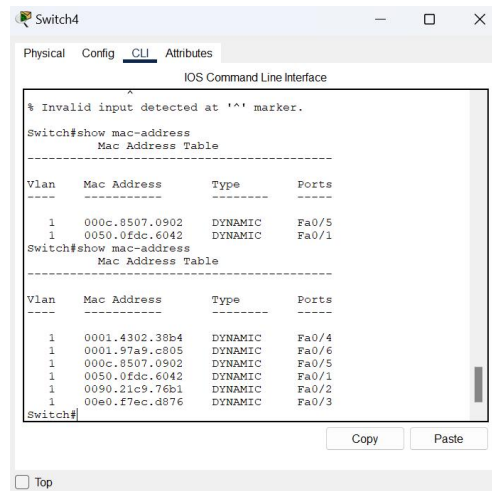 Switch4
Physical Config CLI Attributes
IOS Command Line Interface
^
% Invalid input detected at '^' marker.
Switch#show mac-address
Mac Address Table
-------------------------------------------
Vlan Mac Address Type Ports
---- ----------- -------- -----
1 000c.8507.0902 DYNAMIC Fa0/5
1 0050.0fdc.6042 DYNAMIC Fa0/1
Switch#show mac-address
Mac Address Table
-------------------------------------------
Vlan Mac Address Type Ports
---- ----------- -------- -----
1 0001.4302.38b4 DYNAMIC Fa0/4
1 0001.97a9.c805 DYNAMIC Fa0/6
1 000c.8507.0902 DYNAMIC Fa0/5
1 0050.0fdc.6042 DYNAMIC Fa0/1
1 0090.21c9.76b1 DYNAMIC Fa0/2
1 00e0.f7ec.d876 DYNAMIC Fa0/3
Switch#
Copy Paste
Top